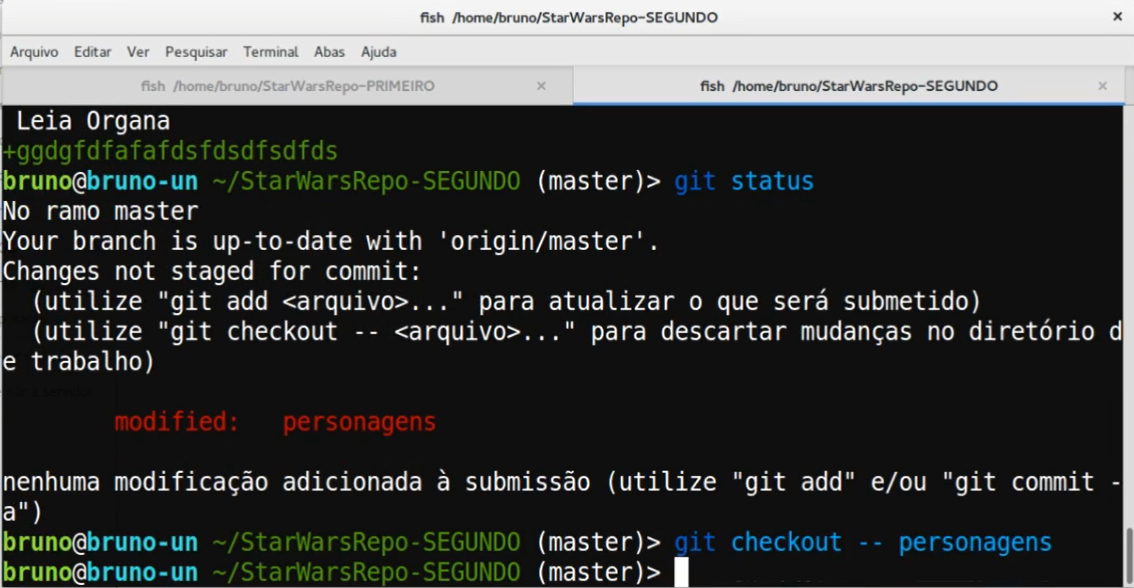 fish /home/bruno/StarWarsRepo-SEGUNDO
Arquivo Editar Ver Pesquisar Terminal Abas Ajuda
fish /home/bruno/StarWarsRepo-PRIMEIRO fish /home/bruno/StarWarsRepo-SEGUNDO
Leia Organa
+ggdgfdfafafdsfdsdfsdfds
bruno@bruno-un ~/StarWarsRepo-SEGUNDO (master)> git status
No ramo master
Your branch is up-to-date with 'origin/master'.
Changes not staged for commit:
(utilize "git add <arquivo>..." para atualizar o que será submetido)
(utilize "git checkout -- <arquivo>..." para descartar mudanças no diretório d
e trabalho)
modified: personagens
nenhuma modificação adicionada à submissão (utilize "git add" e/ou "git commit -
a")
bruno@bruno-un ~/StarWarsRepo-SEGUNDO (master)> git checkout -- personagens
bruno@bruno-un ~/StarWarsRepo-SEGUNDO (master)>